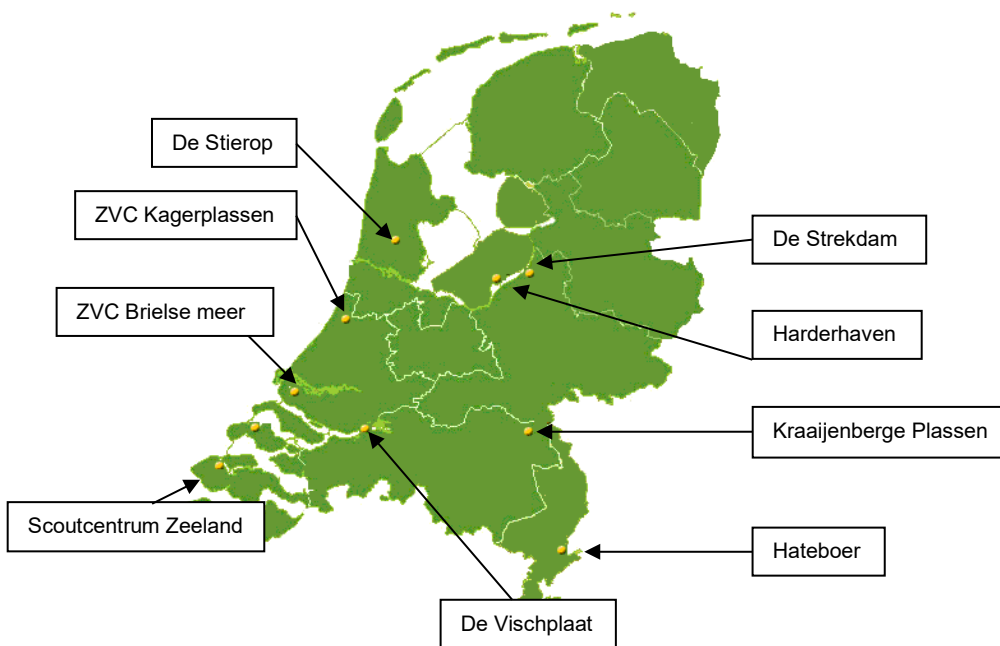 De Stierop
ZVC Kagerplassen
De Strekdam
ZVC Brielse meer
Harderhaven
Kraaijenberge Plassen
Scoutcentrum Zeeland
Hateboer
De Vischplaat